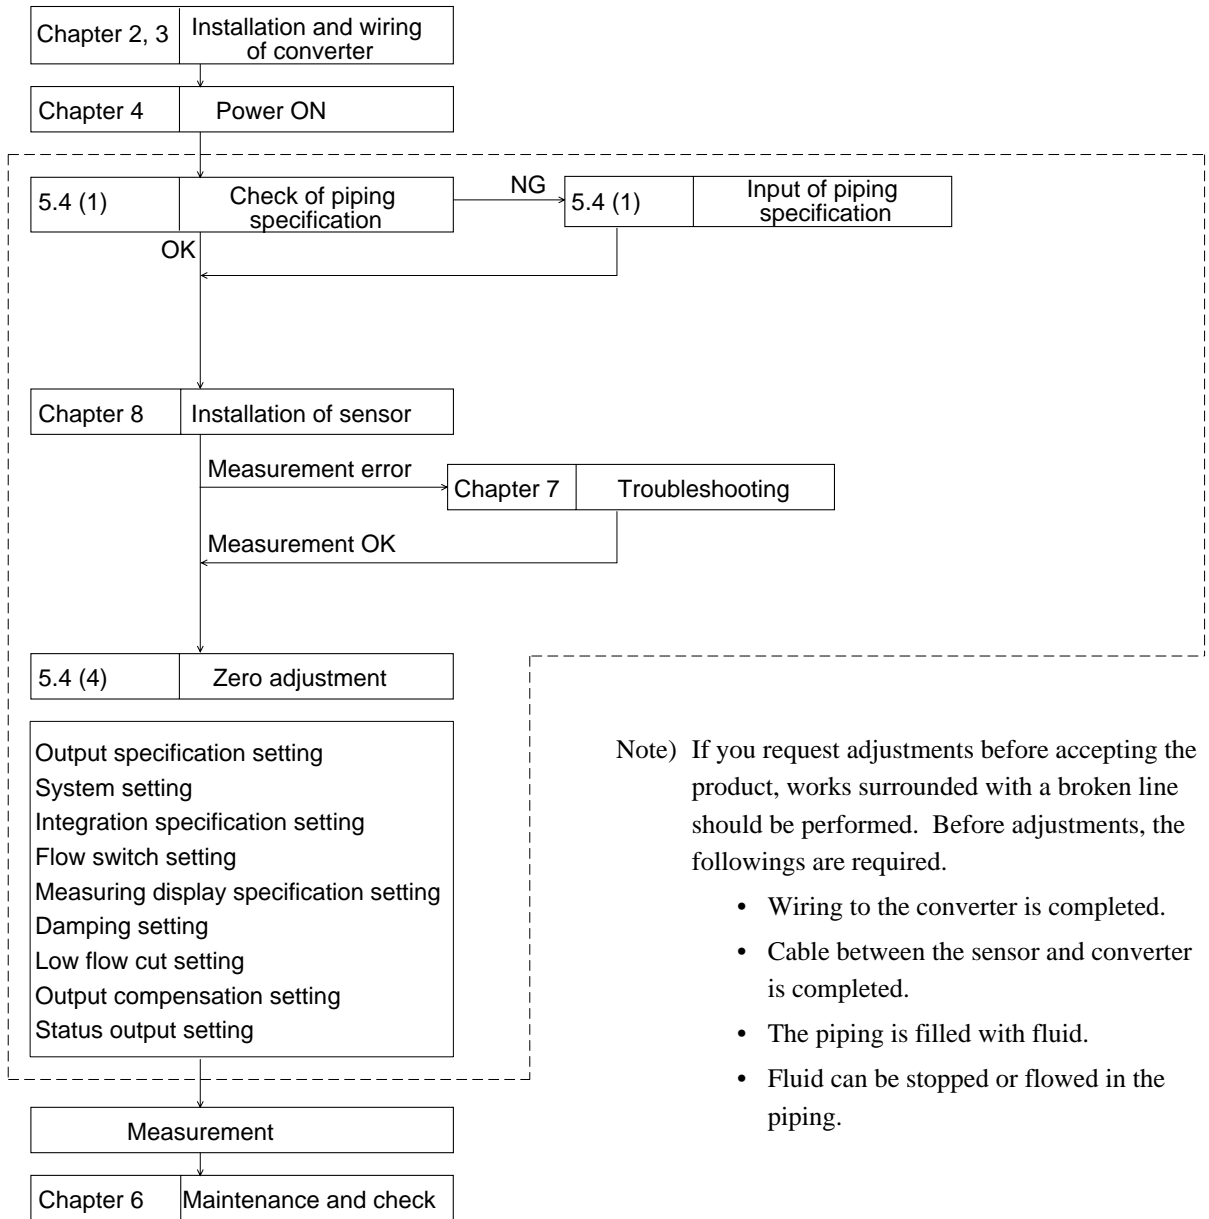 Chapter 2, 3
Installation and wiring
of converter
Chapter 4
Power ON
5.4 (1)
Check of piping
specification
NG
5.4 (1)
Input of piping
specification
OK
Chapter 8
Installation of sensor
Measurement error
Chapter 7
Troubleshooting
Measurement OK
5.4 (4)
Zero adjustment
Output specification setting
System setting
Integration specification setting
Flow switch setting
Measuring display specification setting
Damping setting
Low flow cut setting
Output compensation setting
Status output setting
Note) If you request adjustments before accepting the
product, works surrounded with a broken line
should be performed. Before adjustments, the
followings are required.
• Wiring to the converter is completed.
• Cable between the sensor and converter
is completed.
• The piping is filled with fluid.
• Fluid can be stopped or flowed in the
piping.
Measurement
Chapter 6
Maintenance and check